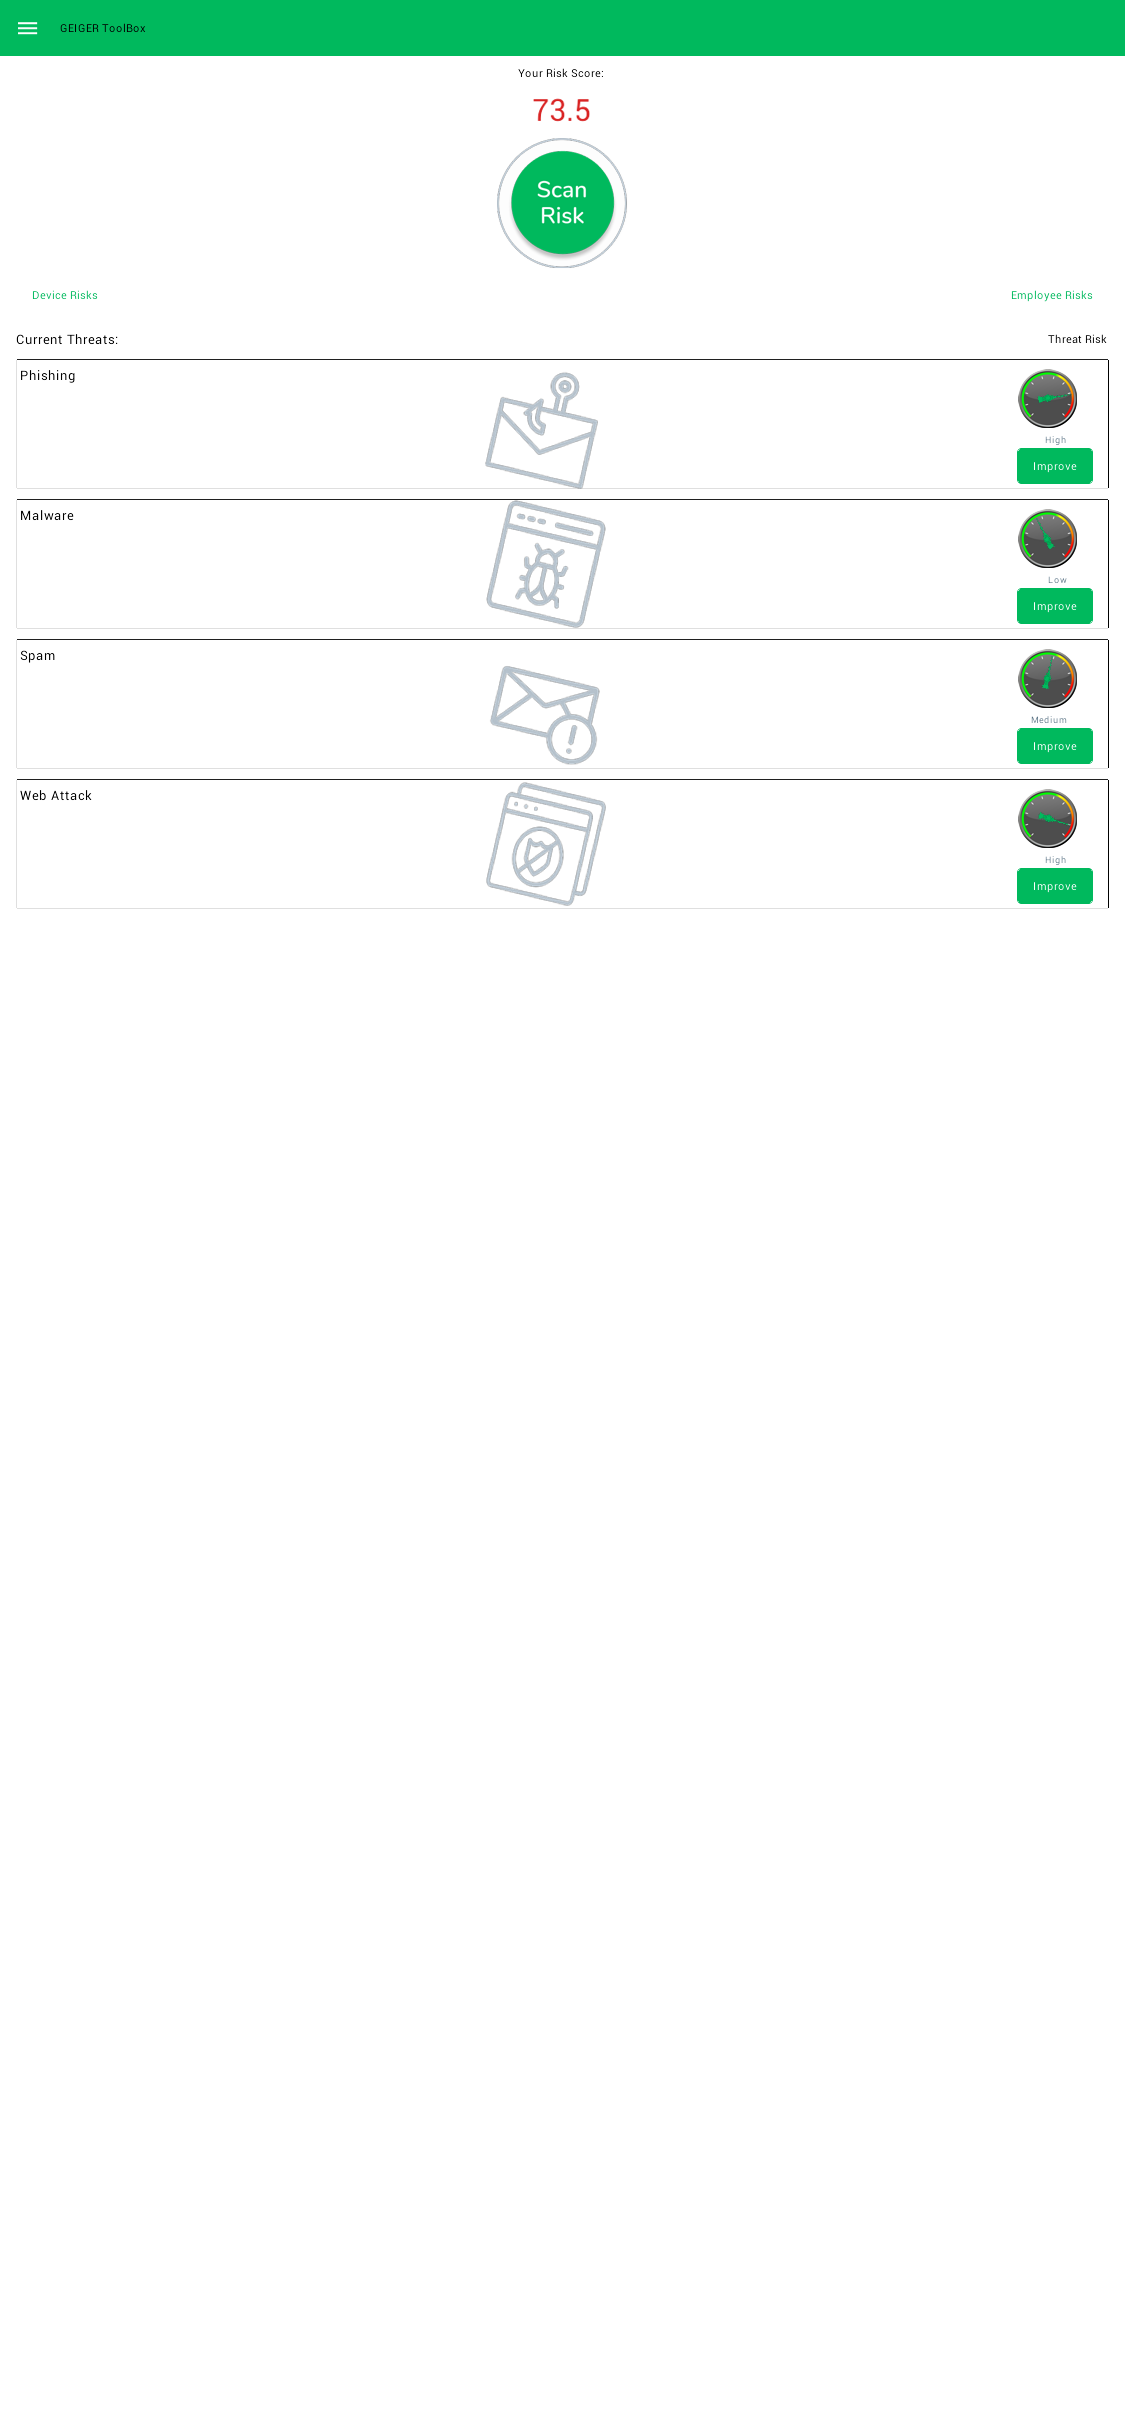 GEIGER ToolBox
Your Risk Score:
73.5
Scan
Risk
Device Risks
Employee Risks
Current Threats:
Threat Risk
Phishing
High
Improve
Malware
Low
Improve
Spam
Medium
Improve
Web Attack
High
Improve